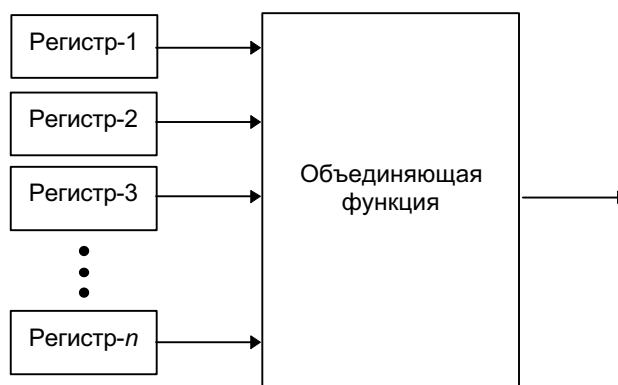 Регистр-1
Регистр-2
Регистр-3
Регистр-n
Объединяющая
функция